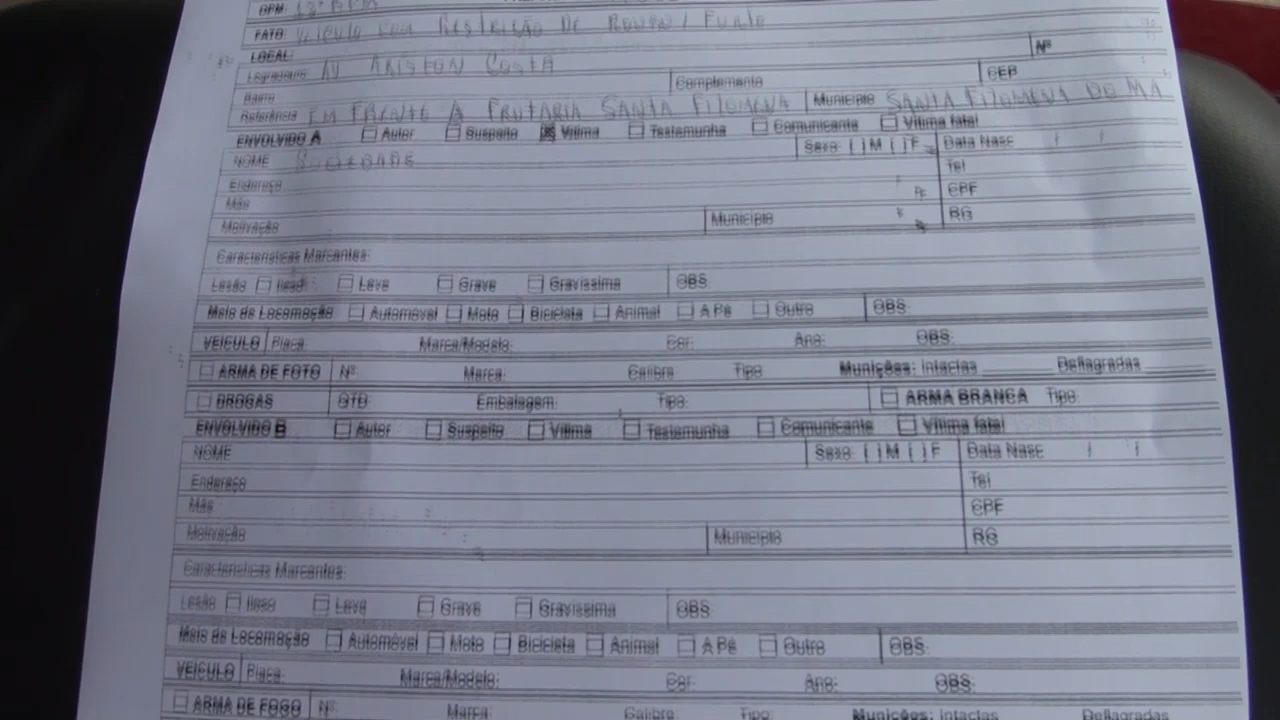 OPM: 13º BPM
FATO: VEICULO COM RESTRIÇÃO DE ROUBO / FURTO
LOCAL: Nº
Logradouro AV ARISTON COSTA Complemento CEP
Bairro
Referência EM FRENTE A FRUTARIA SANTA FILOMENA Município SANTA FILOMENA DO MA
ENVOLVIDO A Autor Suspeito Vítima Testemunha Comunicante Vítima fatal
NOME SOCIEDADE Sexo: [ ] M [ ] F Data Nasc / /
Endereço Tel
Mãe CPF
Motivação Município RG
Características Marcantes:
Lesão Ileso Leve Grave Gravíssima OBS
Meio de Locomoção Automóvel Moto Bicicleta Animal A Pé Outro OBS:
VEÍCULO Placa: Marca/Modelo: Cor: Ano: OBS:
ARMA DE FOTO Nº Marca: Calibre Tipo Munições: Intactas Deflagradas
DROGAS QTD Embalagem: Tipo: ARMA BRANCA Tipo:
ENVOLVIDO B Autor Suspeito Vítima Testemunha Comunicante Vítima fatal
NOME Sexo: [ ] M [ ] F Data Nasc / /
Endereço Tel
Mãe CPF
Motivação Município RG
Características Marcantes:
Lesão Ileso Leve Grave Gravíssima OBS
Meio de Locomoção Automóvel Moto Bicicleta Animal A Pé Outro OBS:
VEÍCULO Placa: Marca/Modelo: Cor: Ano: OBS:
ARMA DE FOGO Nº Marca: Calibre Tipo: Munições: Intactas Deflagradas